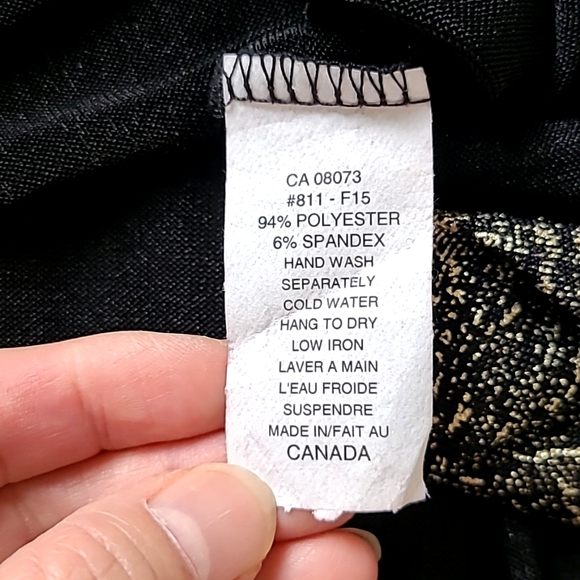 CA 08073
#811 - F15
94% POLYESTER
6% SPANDEX
HAND WASH
SEPARATELY
COLD WATER
HANG TO DRY
LOW IRON
LAVER A MAIN
L'EAU FROIDE
SUSPENDRE
MADE IN/FAIT AU
CANADA